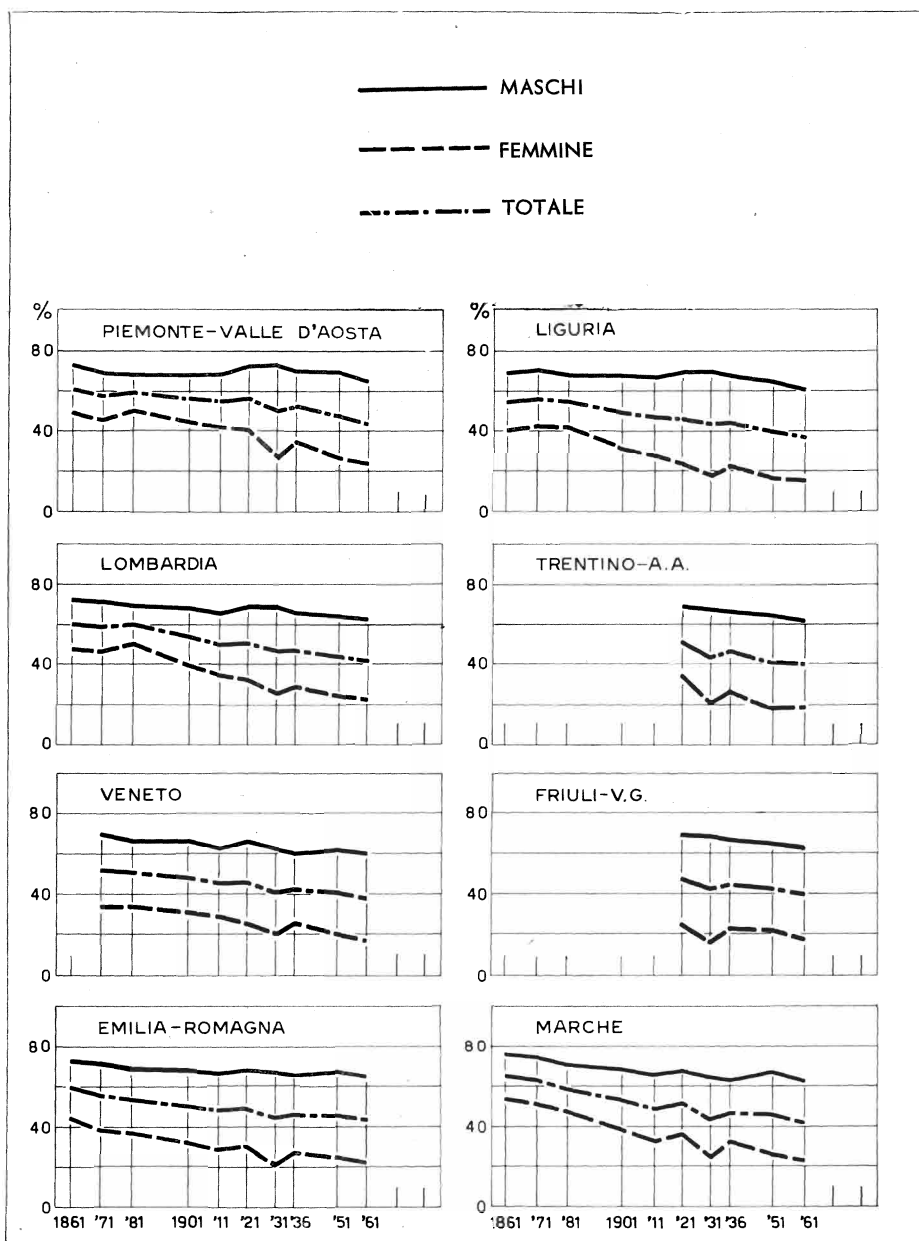 MASCHI
FEMMINE
TOTALE
%
PIEMONTE-VALLE D'AOSTA
80
40
0
%
LIGURIA
80
40
0
LOMBARDIA
80
40
0
TRENTINO-A.A.
80
40
0
VENETO
80
40
0
FRIULI-V.G.
80
40
0
EMILIA-ROMAGNA
80
40
0
1861 '71 '81 1901 '11 '21 '31 '36 '51 '61
MARCHE
80
40
0
1861 '71 '81 1901 '11 '21 '31 '36 '51 '61